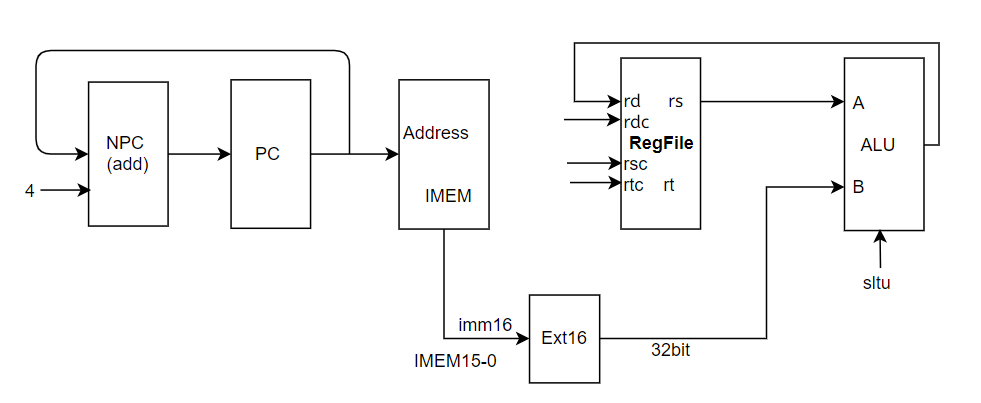 NPC
(add)
4
PC
Address
IMEM
imm16
IMEM15-0
Ext16
32bit
rd rs
rdc
RegFile
rsc
rtc rt
A
ALU
B
sltu